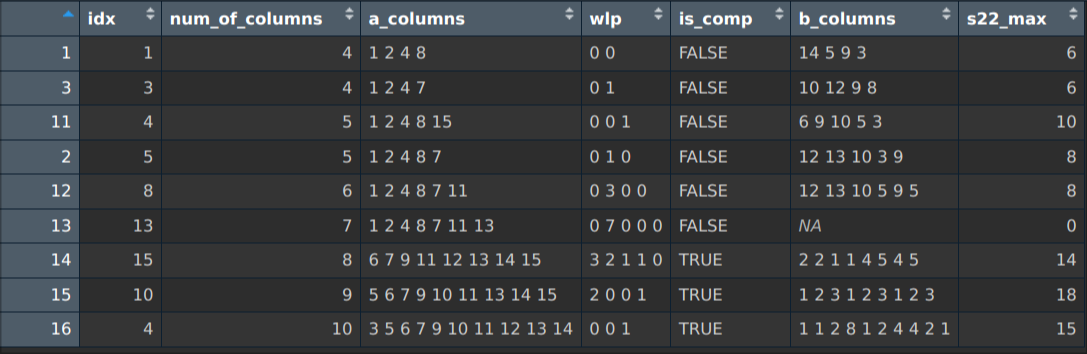 idx num_of_columns a_columns wlp is_comp b_columns s22_max
1 1 4 1 2 4 8 0 0 FALSE 14 5 9 3 6
3 3 4 1 2 4 7 0 1 FALSE 10 12 9 8 6
11 4 5 1 2 4 8 15 0 0 1 FALSE 6 9 10 5 3 10
2 5 5 1 2 4 8 7 0 1 0 FALSE 12 13 10 3 9 8
12 8 6 1 2 4 8 7 11 0 3 0 0 FALSE 12 13 10 5 9 5 8
13 13 7 1 2 4 8 7 11 13 0 7 0 0 0 FALSE NA 0
14 15 8 6 7 9 11 12 13 14 15 3 2 1 1 0 TRUE 2 2 1 1 4 5 4 5 14
15 10 9 5 6 7 9 10 11 13 14 15 2 0 0 1 TRUE 1 2 3 1 2 3 1 2 3 18
16 4 10 3 5 6 7 9 10 11 12 13 14 0 0 1 TRUE 1 1 2 8 1 2 4 4 2 1 15